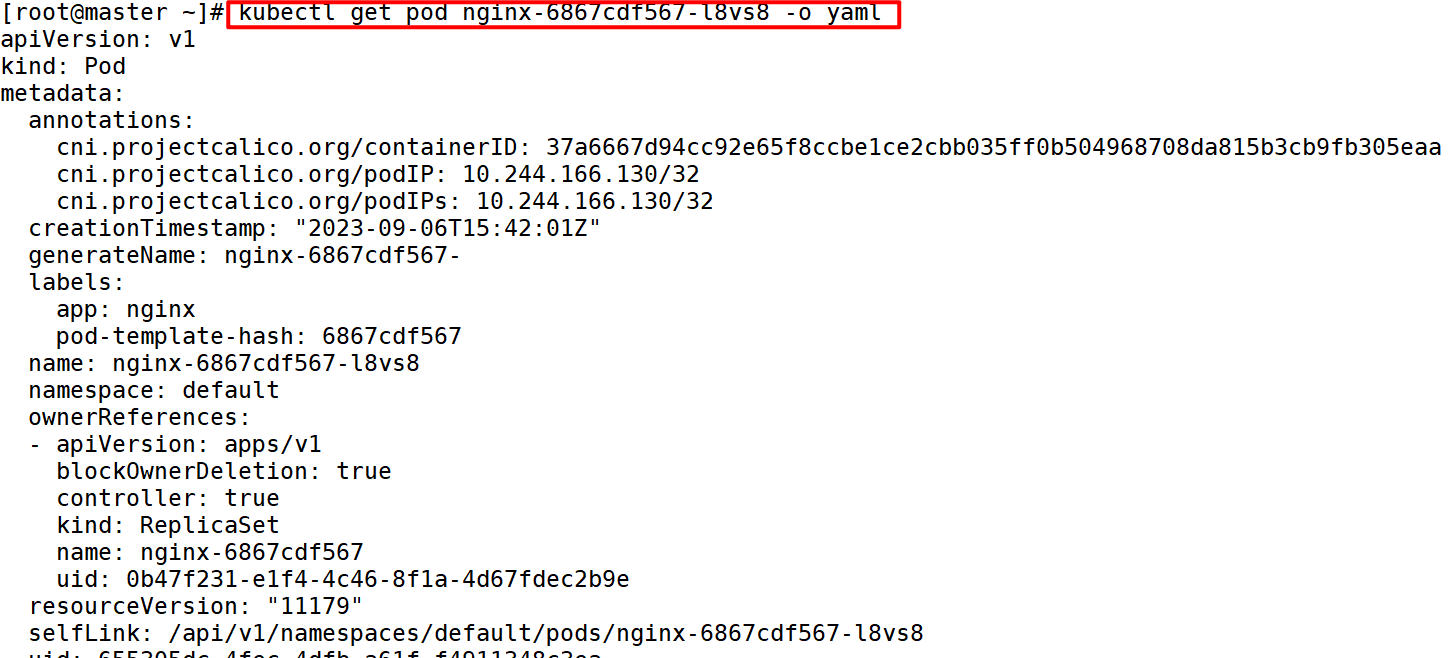 [root@master ~]# kubectl get pod nginx-6867cdf567-l8vs8 -o yaml
apiVersion: v1
kind: Pod
metadata:
  annotations:
    cni.projectcalico.org/containerID: 37a6667d94cc92e65f8ccbe1ce2cbb035ff0b504968708da815b3cb9fb305eaa
    cni.projectcalico.org/podIP: 10.244.166.130/32
    cni.projectcalico.org/podIPs: 10.244.166.130/32
  creationTimestamp: "2023-09-06T15:42:01Z"
  generateName: nginx-6867cdf567-
  labels:
    app: nginx
    pod-template-hash: 6867cdf567
  name: nginx-6867cdf567-l8vs8
  namespace: default
  ownerReferences:
  - apiVersion: apps/v1
    blockOwnerDeletion: true
    controller: true
    kind: ReplicaSet
    name: nginx-6867cdf567
    uid: 0b47f231-e1f4-4c46-8f1a-4d67fdec2b9e
  resourceVersion: "11179"
  selfLink: /api/v1/namespaces/default/pods/nginx-6867cdf567-l8vs8
  uid: